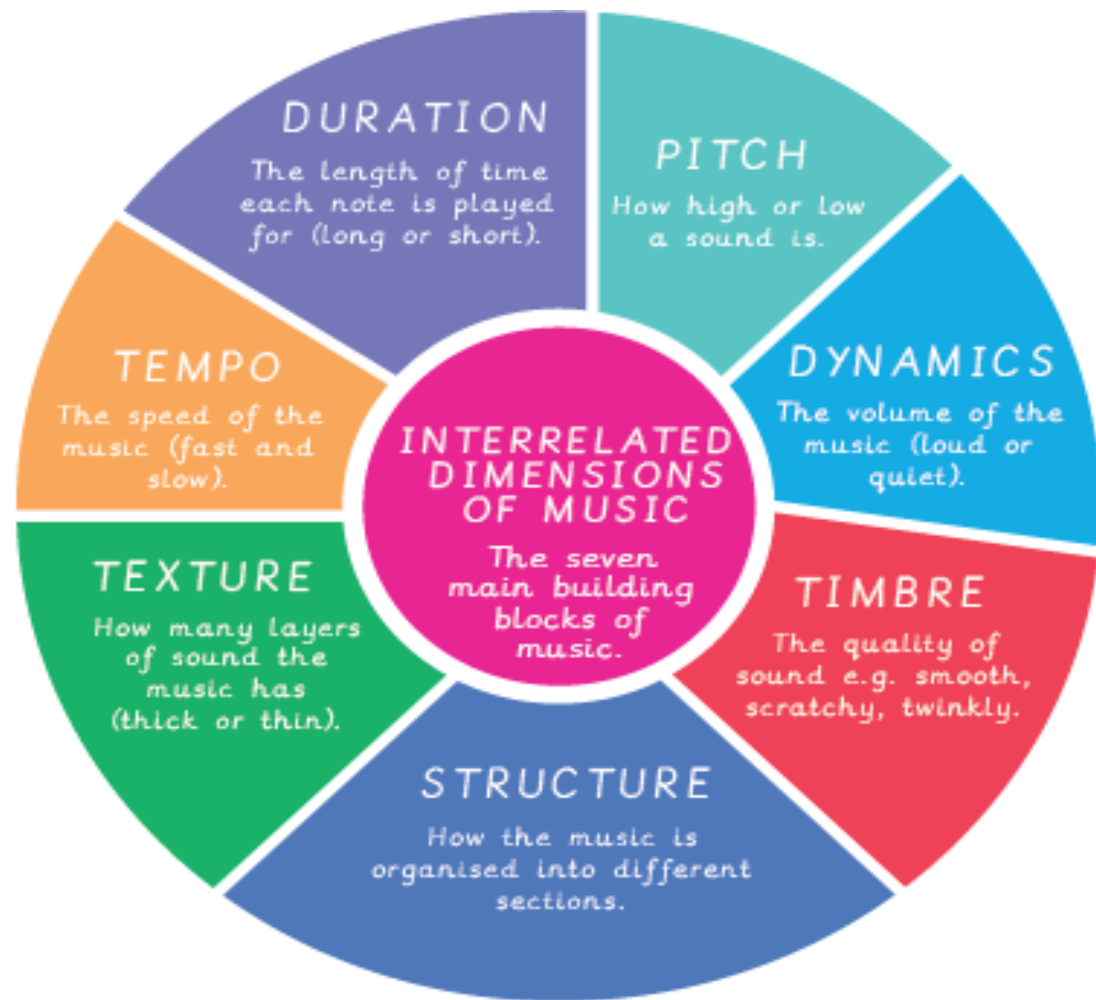 DURATION
The length of time
each note is played
for (long or short).
PITCH
How high or low
a sound is.
DYNAMICS
The volume of the
music (loud or
quiet).
TIMBRE
The quality of
sound e.g. smooth,
scratchy, twinkly.
STRUCTURE
How the music is
organised into different
sections.
TEXTURE
How many layers
of sound the
music has
(thick or thin).
TEMPO
The speed of the
music (fast and
slow).
INTERRELATED
DIMENSIONS
OF MUSIC
The seven
main building
blocks of
music.